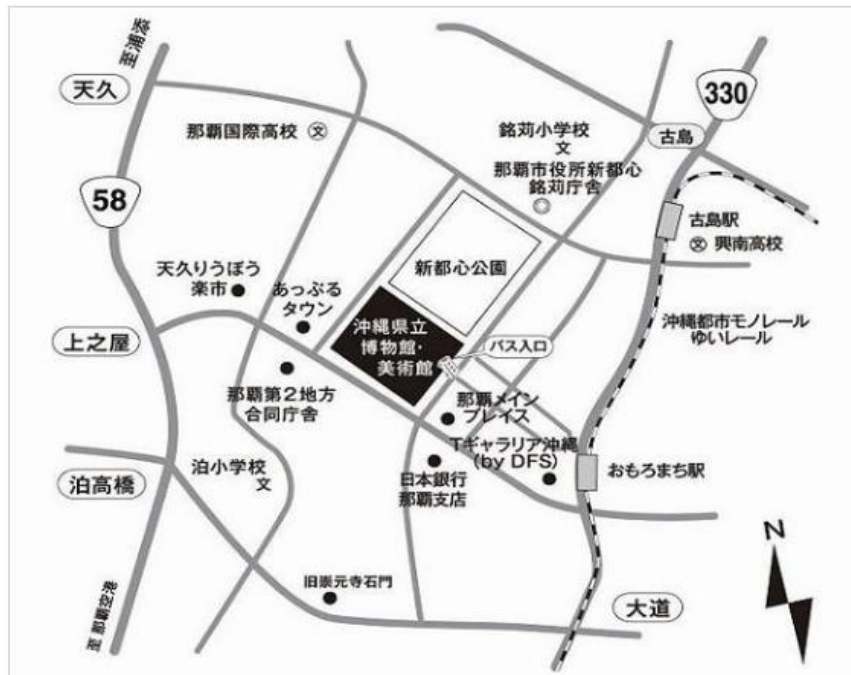 至浦添
天久
330
那覇国際高校 文
銘苅小学校
文
古島
那覇市役所新都心
銘苅庁舎
58
古島駅
文 興南高校
新都心公園
天久りうぼう
楽市
あっぷる
タウン
沖縄県立
博物館・
美術館
バス入口
沖縄都市モノレール
ゆいレール
上之屋
那覇第2地方
合同庁舎
那覇メイン
プレイス
Tギャラリア沖縄
(by DFS)
おもろまち駅
泊小学校
文
日本銀行
那覇支店
泊高橋
N
旧崇元寺石門
大道
至 那覇空港